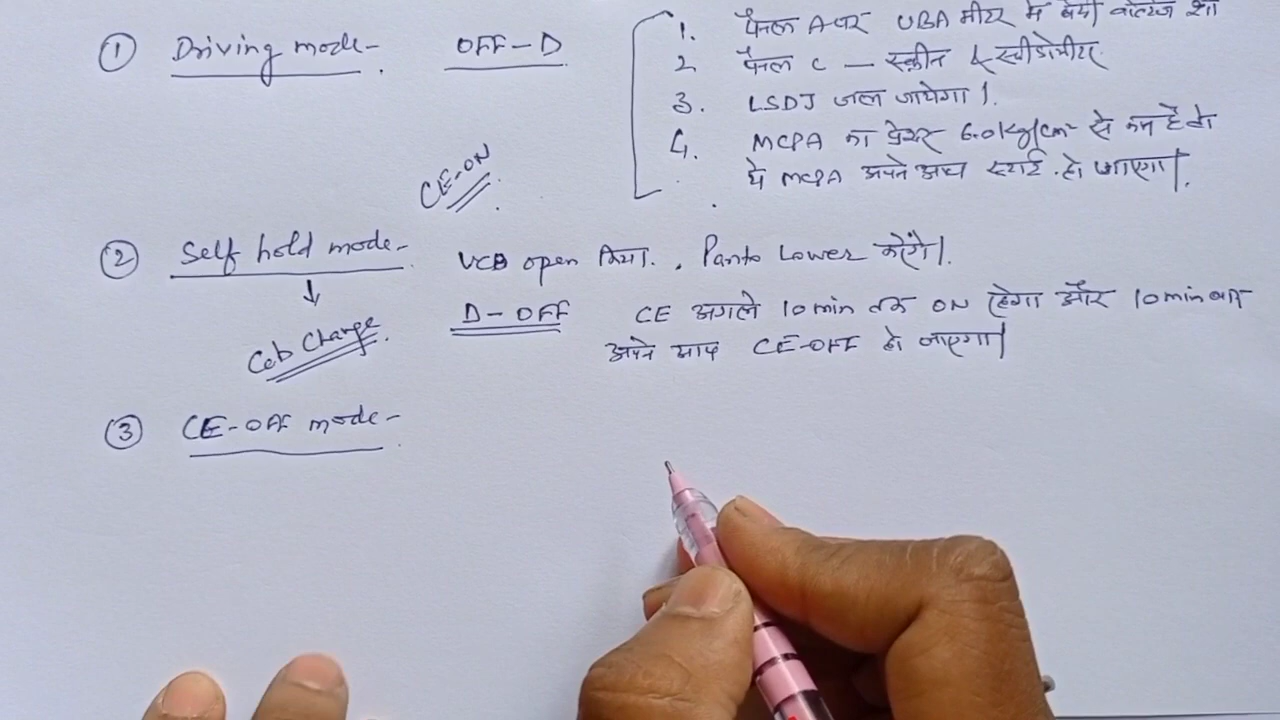 ① Driving mode- OFF-D
1. पैनल A पर UBA मीटर में बैट्री वोल्टेज शो
2 पैनल C — स्क्रीन & स्पीडोमीटर
3. LSDJ जल जायेगा।
4. MCPA का प्रेशर 6.0kg/cm² से कम है तो
ये MCPA अपने आप स्टार्ट हो जाएगा।
CE-ON
② Self hold mode- VCB open किया. , Panto Lower करेंगे।
D-OFF CE अगले 10 min तक ON रहेगा और 10 min बाद
अपने आप CE-OFF हो जाएगा।
↓
Cab Change
③ CE-OFF mode-